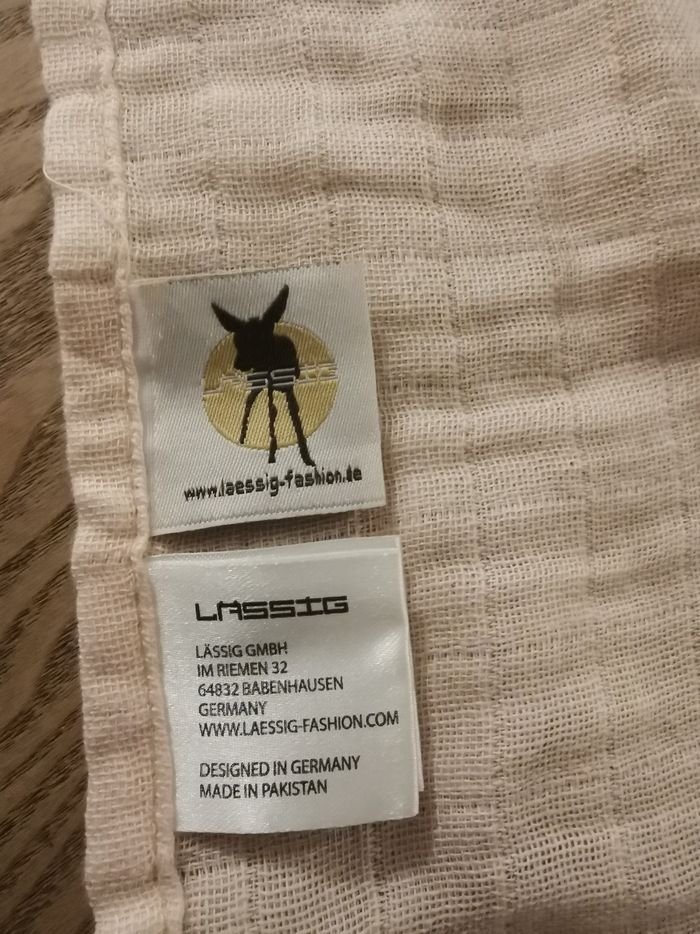 LÄSSIG
www.laessig-fashion.de
LÄSSIG
LÄSSIG GMBH
IM RIEMEN 32
64832 BABENHAUSEN
GERMANY
WWW.LAESSIG-FASHION.COM
DESIGNED IN GERMANY
MADE IN PAKISTAN